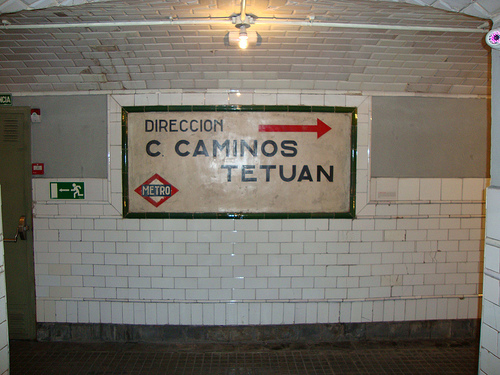 DIRECCION
C. CAMINOS
TETUAN
METRO